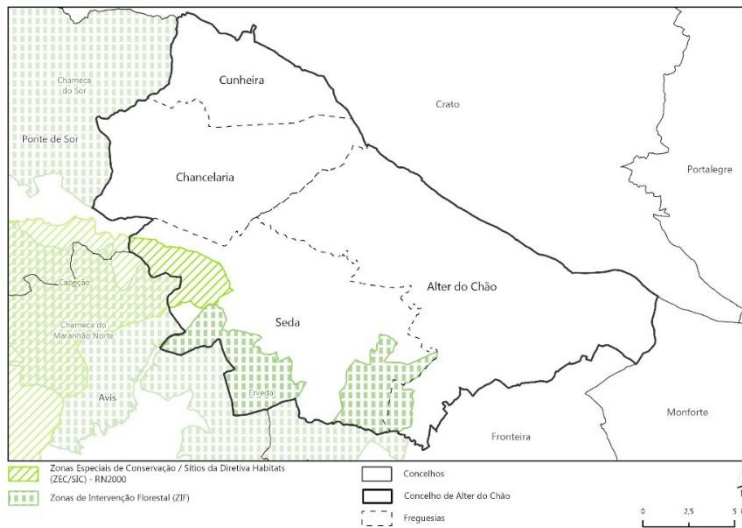 Cunheira
Charneca
do Sor
Crato
Ponte de Sor
Portalegre
Chancelaria
Cabeção
Alter do Chão
Seda
Charneca do
Maranhão Norte
Avis
Ervedal
Monforte
Fronteira
Zonas Especiais de Conservação / Sítios da Diretiva Habitats
(ZEC/SIC) - RN2000
Zonas de Intervenção Florestal (ZIF)
Concelhos
Concelho de Alter do Chão
Freguesias
0 2,5 5